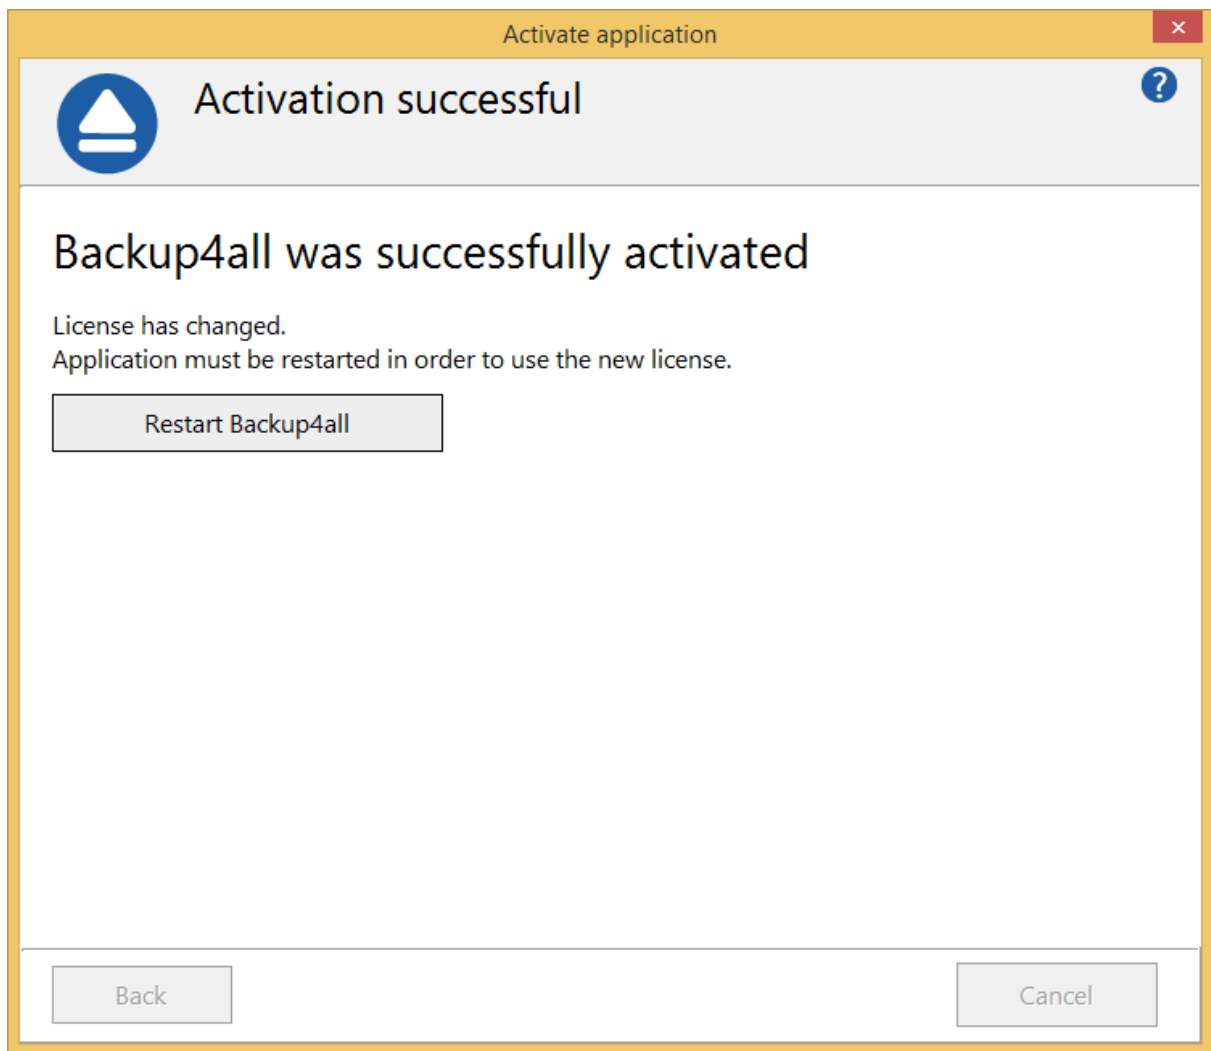 Activate application
Activation successful
?
Backup4all was successfully activated
License has changed.
Application must be restarted in order to use the new license.
Restart Backup4all
Back
Cancel